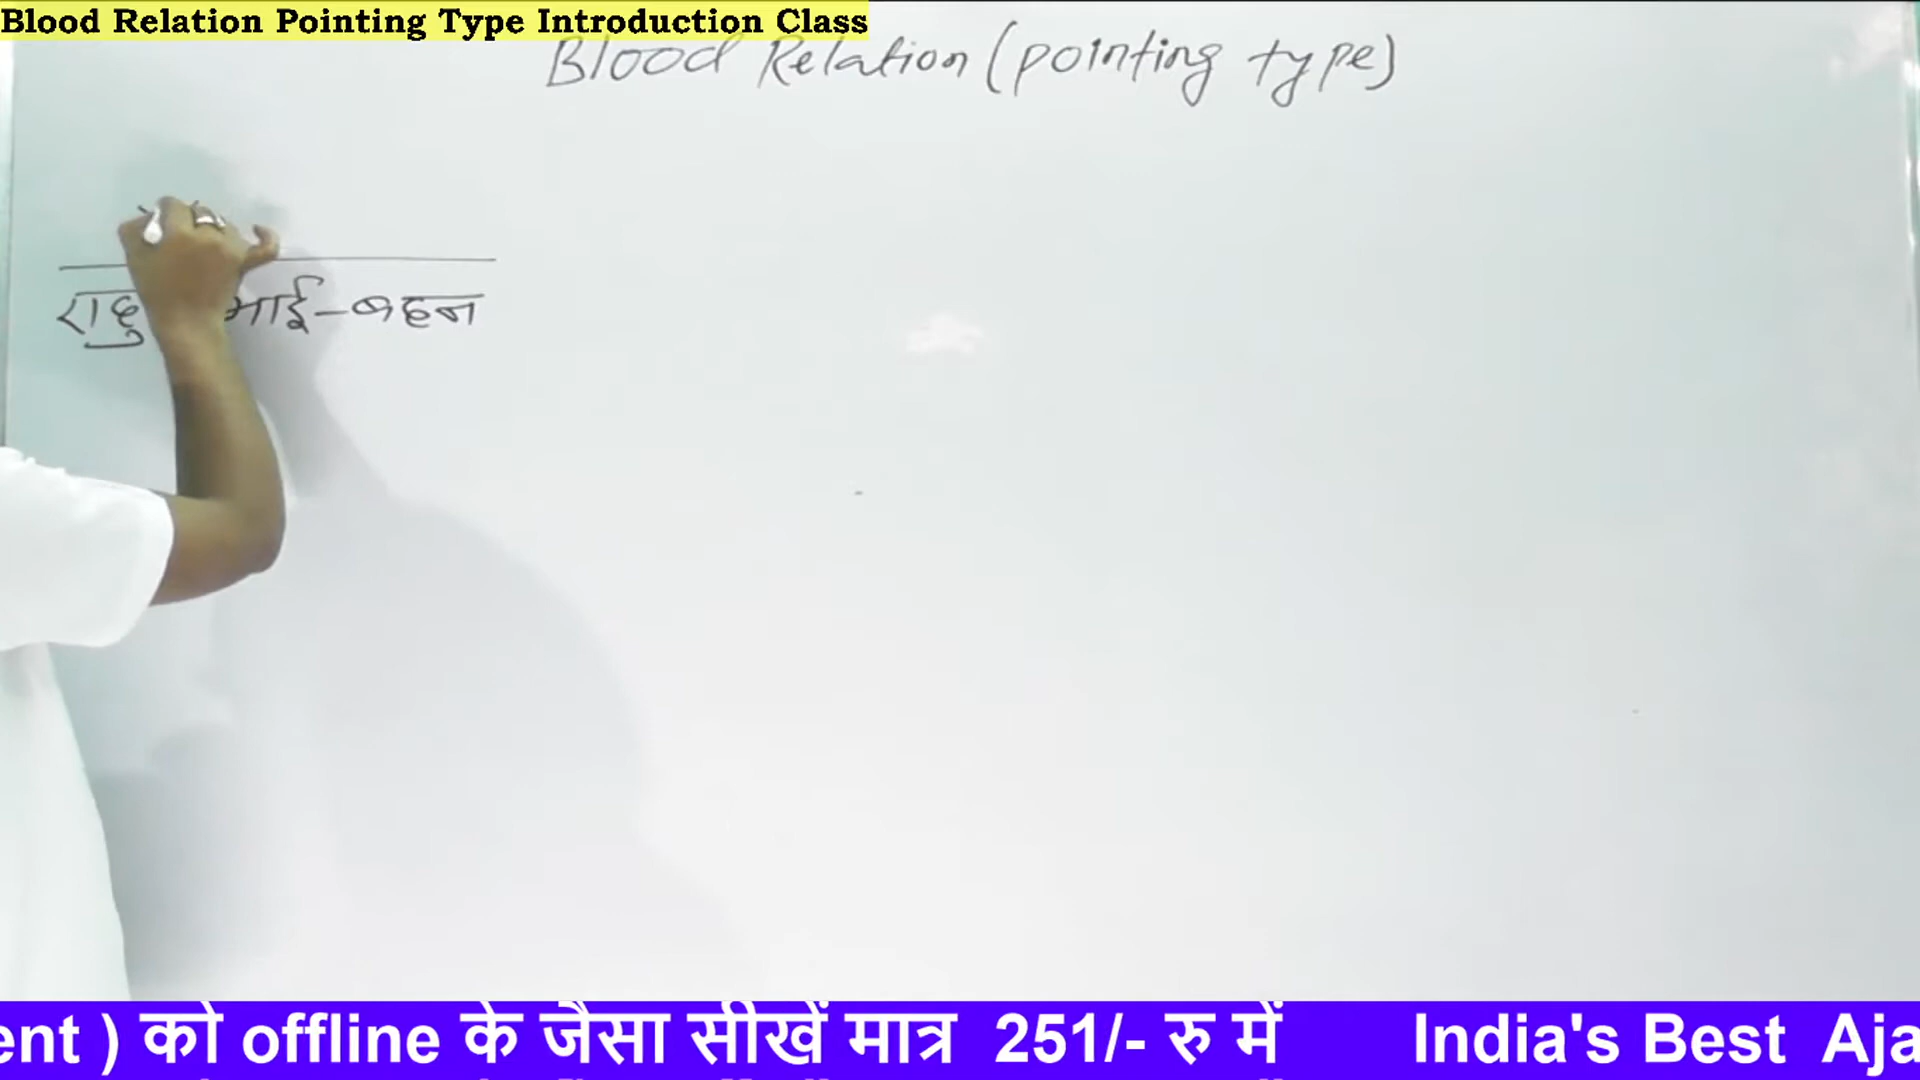 Blood Relation Pointing Type Introduction Class
Blood Relation (pointing type)
भाई-बहन
ent ) को offline के जैसा सीखें मात्र 251/- रु में India's Best Aja